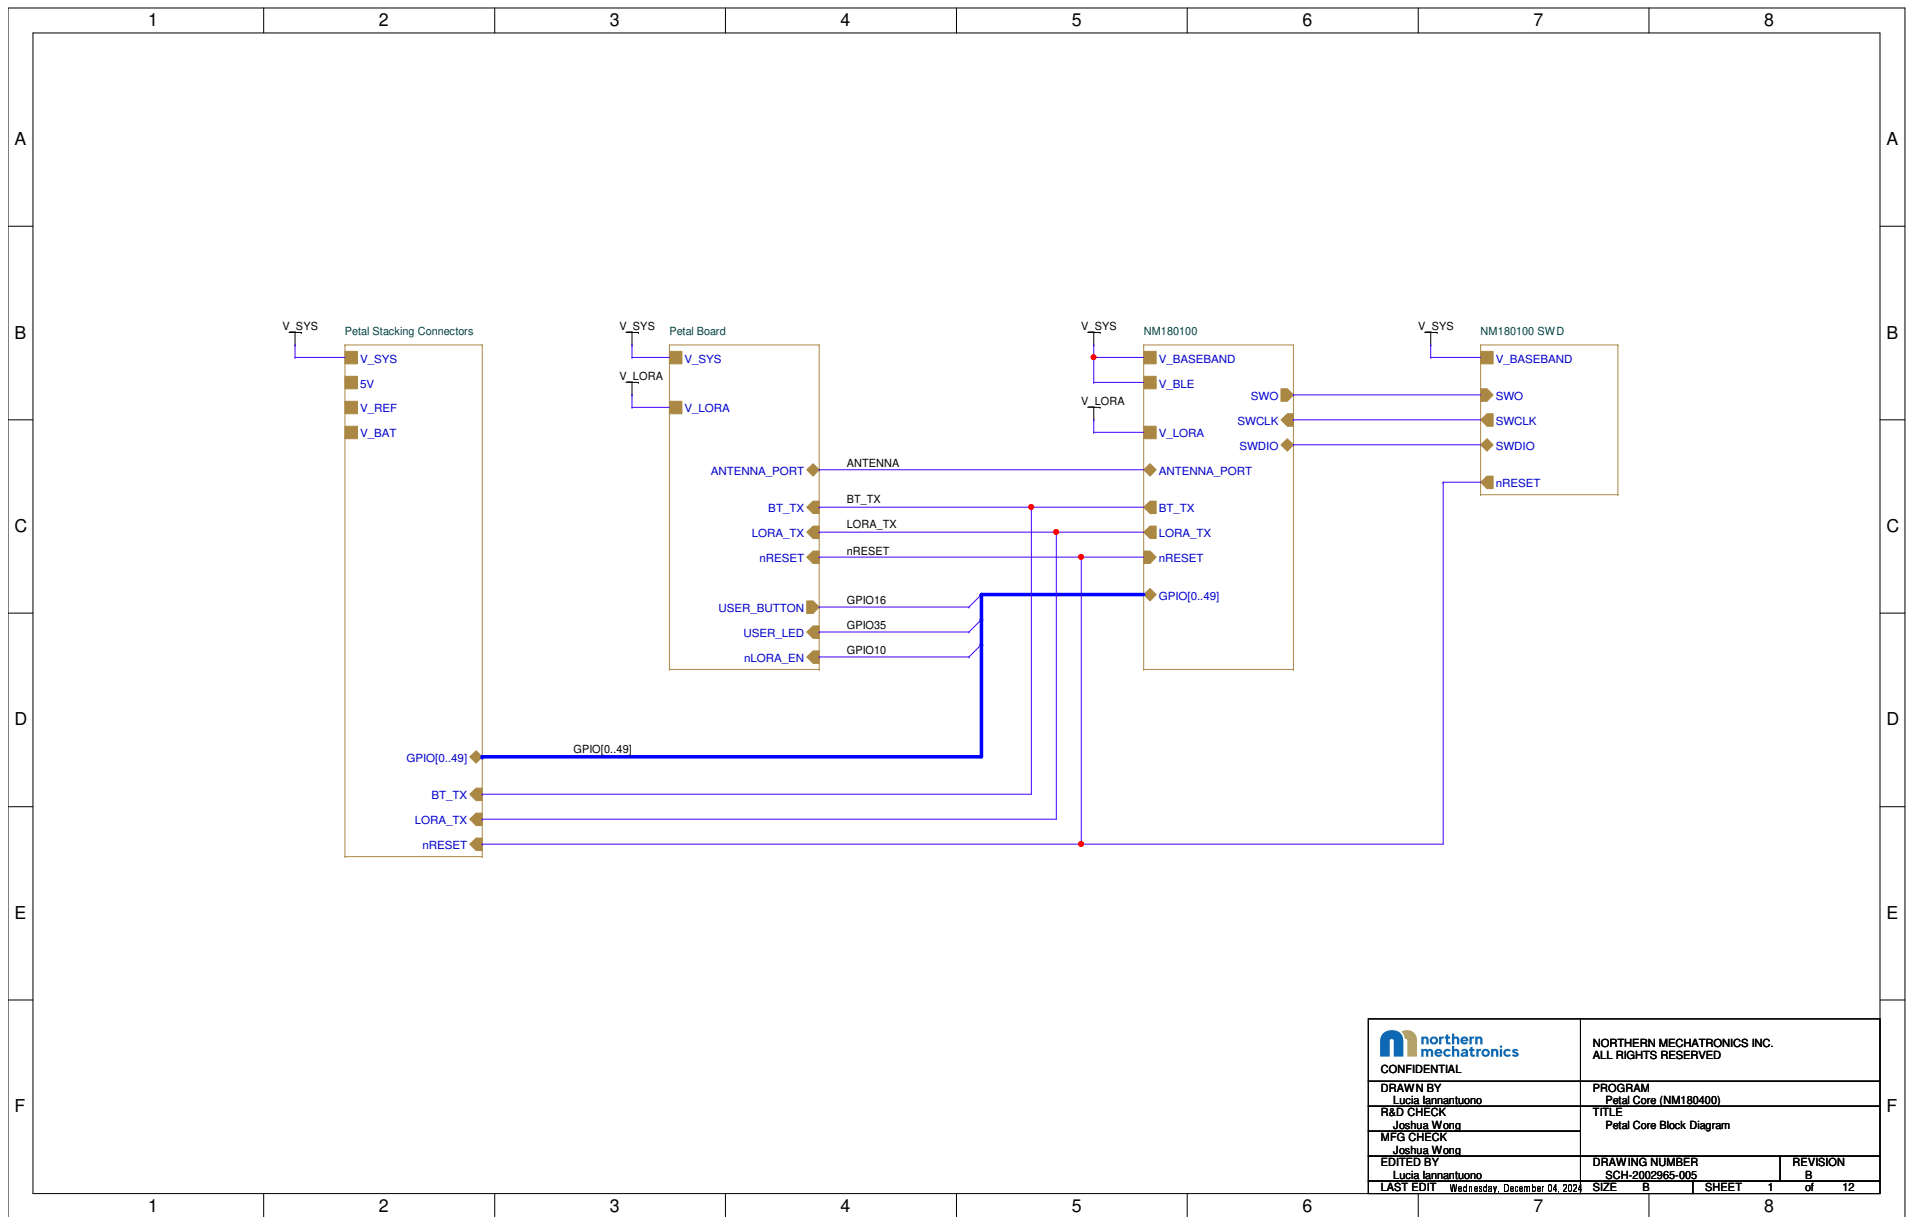 1 2 3 4 5 6 7 8
A A
B B
C C
D D
E E
F F
V_SYS
Petal Stacking Connectors
V_SYS
5V
V_REF
V_BAT
GPIO[0..49]
BT_TX
LORA_TX
nRESET
GPIO[0..49]
V_SYS
Petal Board
V_SYS
V_LORA
V_LORA
ANTENNA_PORT
BT_TX
LORA_TX
nRESET
USER_BUTTON
USER_LED
nLORA_EN
ANTENNA
BT_TX
LORA_TX
nRESET
GPIO16
GPIO35
GPIO10
V_SYS
NM180100
V_BASEBAND
V_BLE
V_LORA
V_LORA
ANTENNA_PORT
BT_TX
LORA_TX
nRESET
GPIO[0..49]
SWO
SWCLK
SWDIO
V_SYS
NM180100 SWD
V_BASEBAND
SWO
SWCLK
SWDIO
nRESET
northern
mechatronics
CONFIDENTIAL
NORTHERN MECHATRONICS INC.
ALL RIGHTS RESERVED
DRAWN BY
Lucia Iannantuono
PROGRAM
Petal Core (NM180400)
R&D CHECK
Joshua Wong
TITLE
Petal Core Block Diagram
MFG CHECK
Joshua Wong
EDITED BY
Lucia Iannantuono
DRAWING NUMBER
SCH-2002965-005
REVISION
B
LAST EDIT Wednesday, December 04, 2024
SIZE B
SHEET 1 of 12
1 2 3 4 5 6 7 8